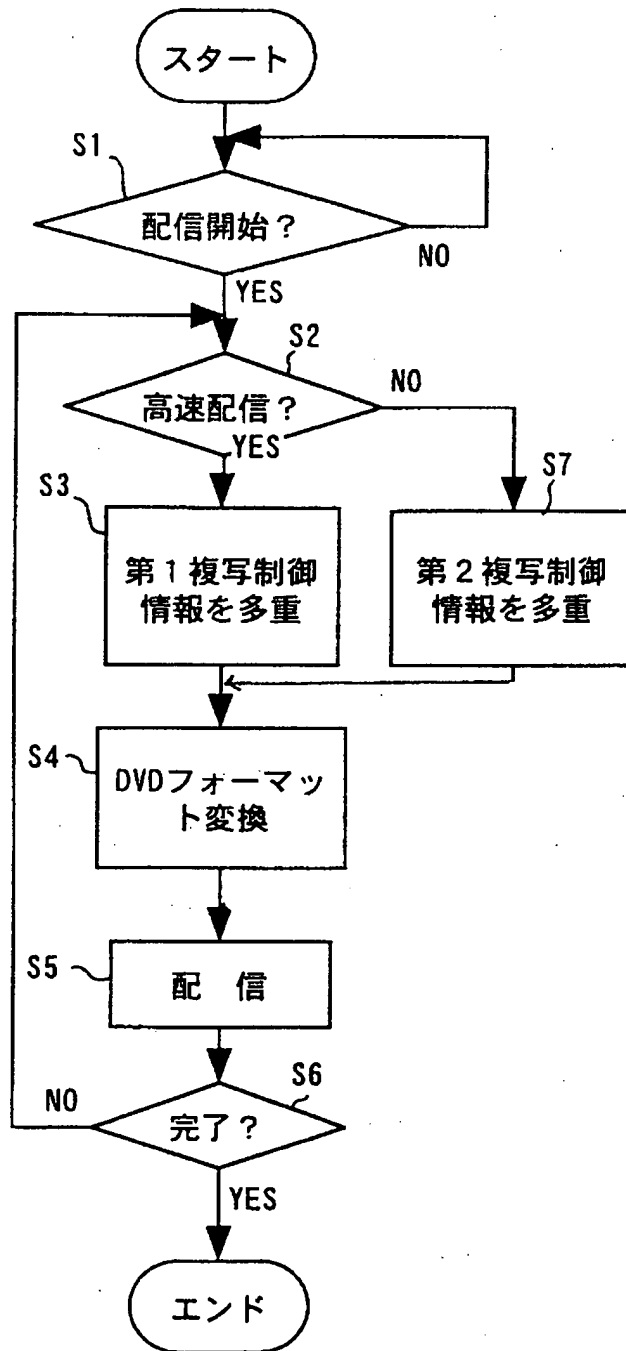 スタート
S1
配信開始?
NO
YES
S2
高速配信?
NO
YES
S3
第1複写制御
情報を多重
S7
第2複写制御
情報を多重
S4
DVDフォーマッ
ト変換
S5
配 信
S6
完了?
NO
YES
エンド